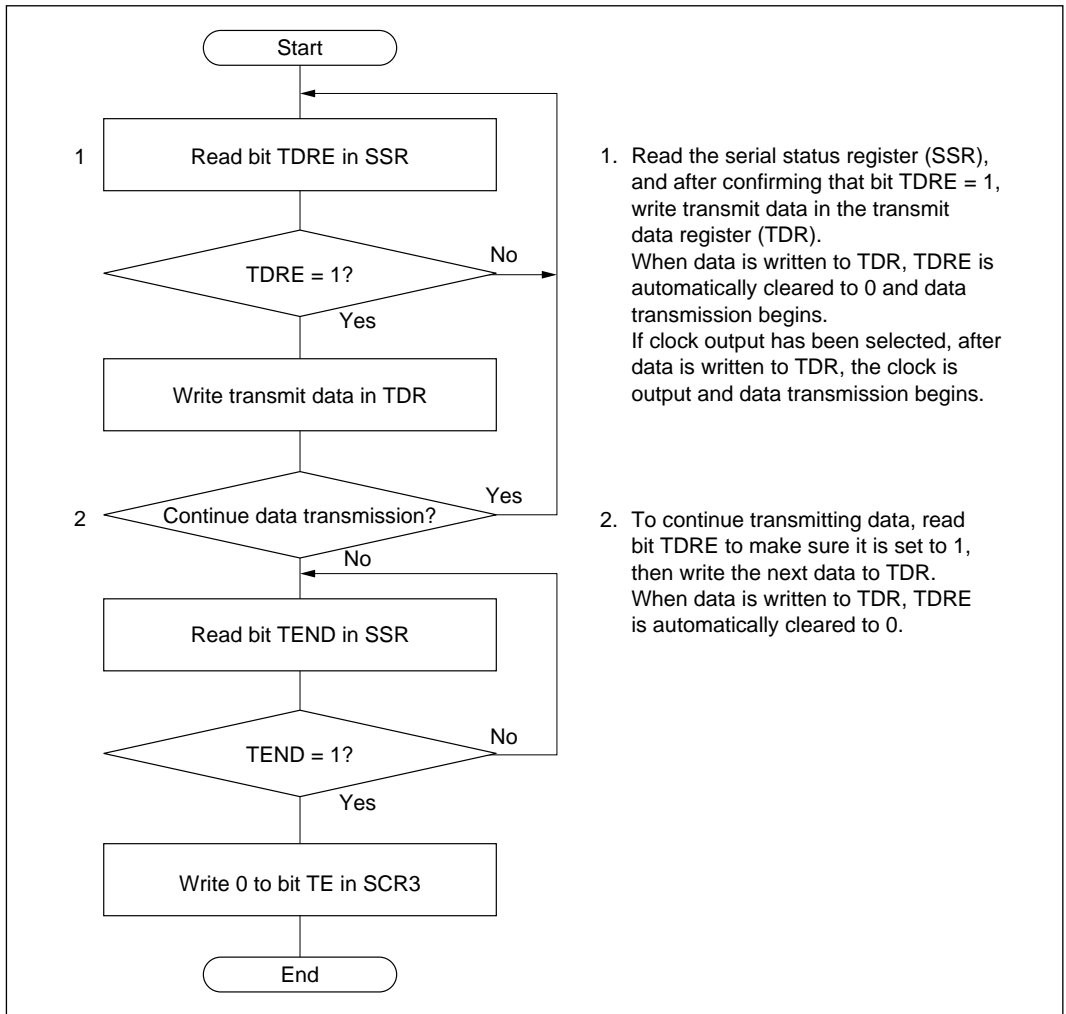 Start
1
Read bit TDRE in SSR
TDRE = 1?
No
Yes
Write transmit data in TDR
2
Continue data transmission?
Yes
No
Read bit TEND in SSR
TEND = 1?
No
Yes
Write 0 to bit TE in SCR3
End
1. Read the serial status register (SSR),
and after confirming that bit TDRE = 1,
write transmit data in the transmit
data register (TDR).
When data is written to TDR, TDRE is
automatically cleared to 0 and data
transmission begins.
If clock output has been selected, after
data is written to TDR, the clock is
output and data transmission begins.
2. To continue transmitting data, read
bit TDRE to make sure it is set to 1,
then write the next data to TDR.
When data is written to TDR, TDRE
is automatically cleared to 0.